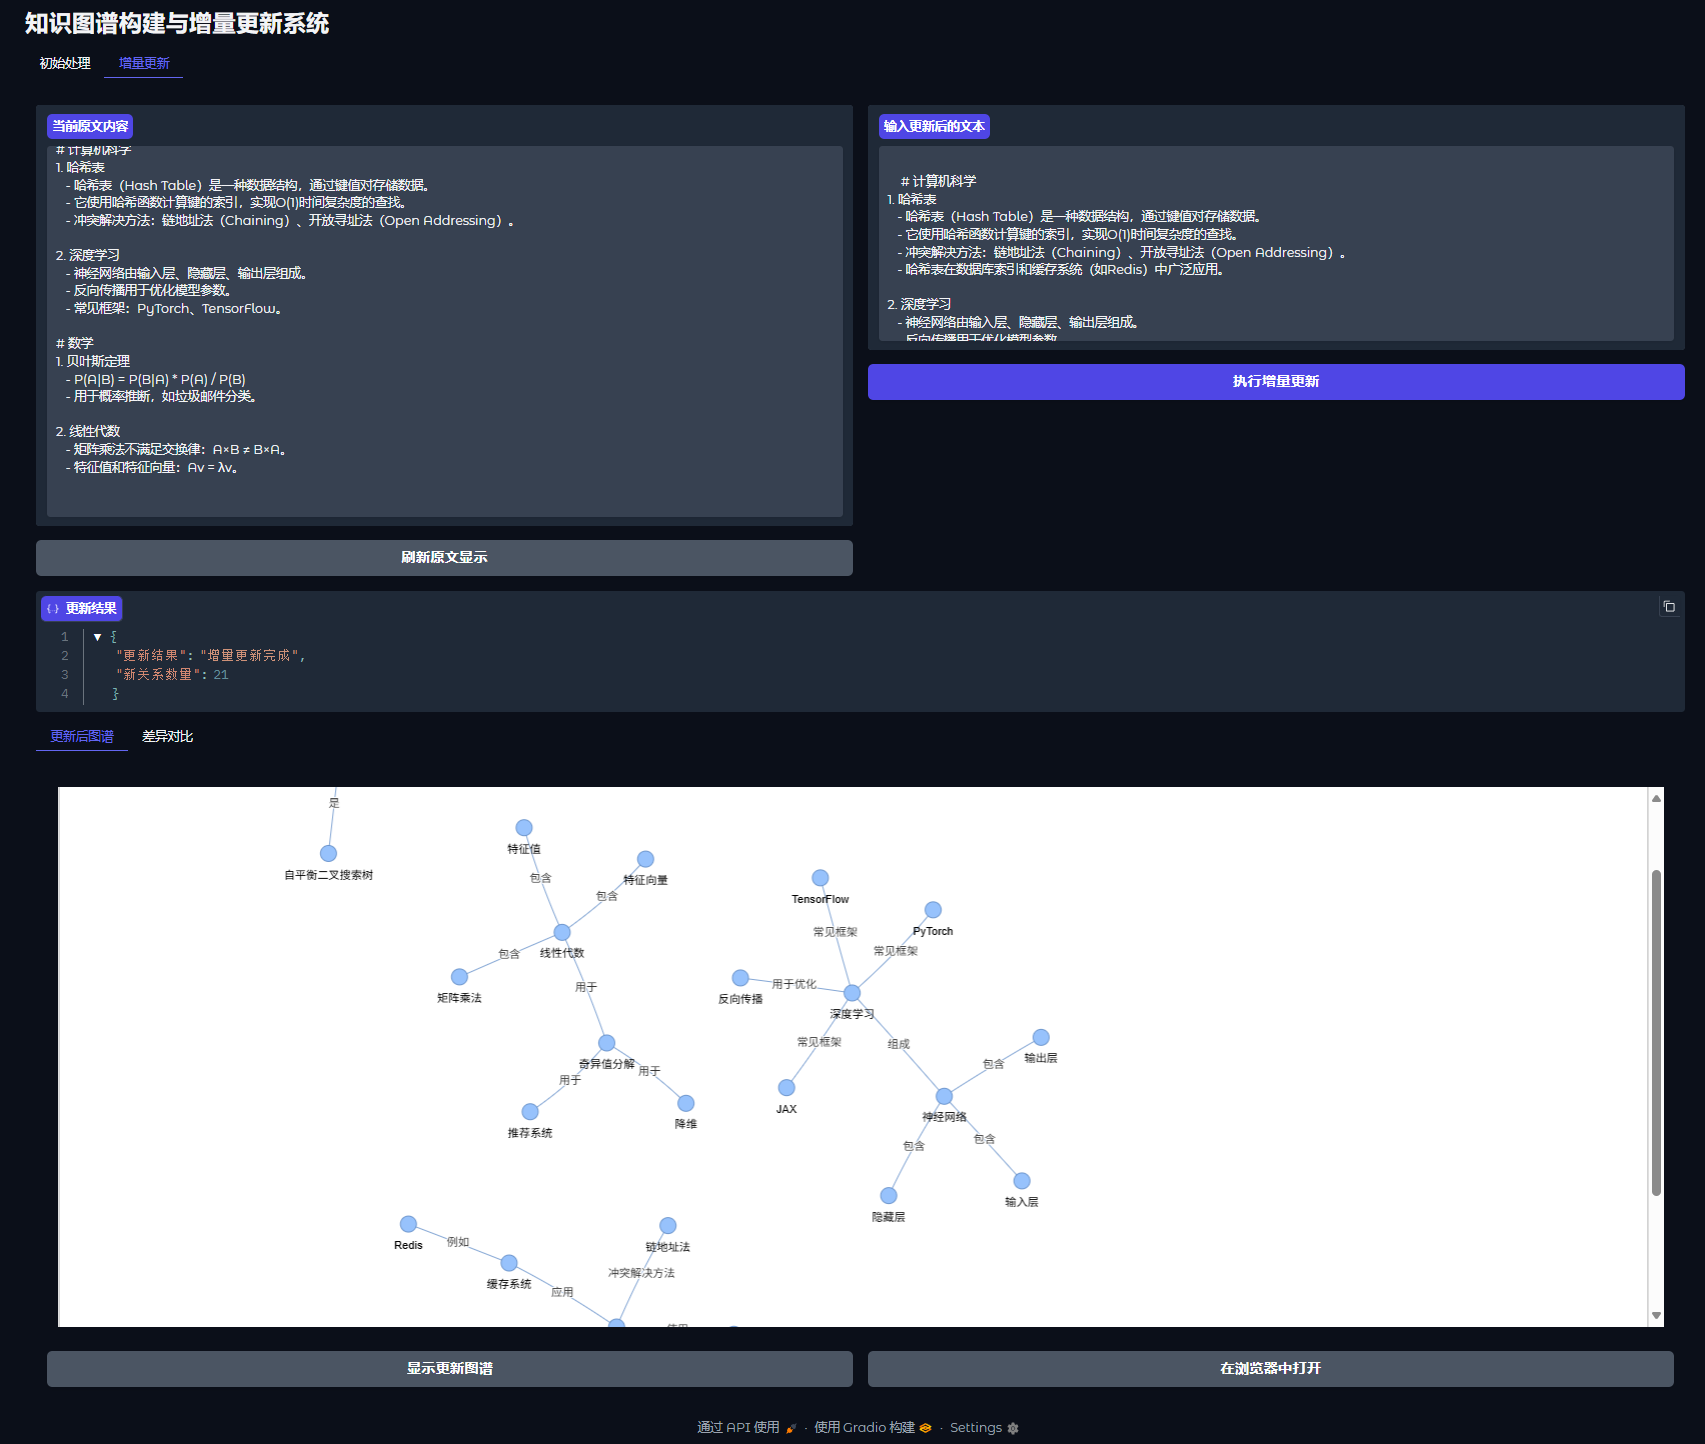 知识图谱构建与增量更新系统
初始处理
增量更新
当前原文内容
# 计算机科学
1. 哈希表
- 哈希表（Hash Table）是一种数据结构，通过键值对存储数据。
- 它使用哈希函数计算键的索引，实现O(1)时间复杂度的查找。
- 冲突解决方法：链地址法（Chaining）、开放寻址法（Open Addressing）。
2. 深度学习
- 神经网络由输入层、隐藏层、输出层组成。
- 反向传播用于优化模型参数。
- 常见框架：PyTorch、TensorFlow。
# 数学
1. 贝叶斯定理
- P(A|B) = P(B|A) * P(A) / P(B)
- 用于概率推断，如垃圾邮件分类。
2. 线性代数
- 矩阵乘法不满足交换律：A×B ≠ B×A。
- 特征值和特征向量：Av = λv。
刷新原文显示
输入更新后的文本
# 计算机科学
1. 哈希表
- 哈希表（Hash Table）是一种数据结构，通过键值对存储数据。
- 它使用哈希函数计算键的索引，实现O(1)时间复杂度的查找。
- 冲突解决方法：链地址法（Chaining）、开放寻址法（Open Addressing）。
- 哈希表在数据库索引和缓存系统（如Redis）中广泛应用。
2. 深度学习
- 神经网络由输入层、隐藏层、输出层组成。
反向传播用于优化模型参数
执行增量更新
{.} 更新结果
1 ▼ {
2 "更新结果": "增量更新完成",
3 "新关系数量": 21
4 }
更新后图谱
差异对比
是
自平衡二叉搜索树
特征值
包含
特征向量
包含
线性代数
包含
矩阵乘法
用于
奇异值分解
用于
用于
推荐系统
降维
TensorFlow
常见框架
PyTorch
常见框架
反向传播
用于优化
深度学习
常见框架
JAX
组成
输出层
包含
神经网络
包含
包含
隐藏层
输入层
Redis
例如
缓存系统
应用
链地址法
冲突解决方法
显示更新图谱
在浏览器中打开
通过 API 使用 · 使用 Gradio 构建 · Settings